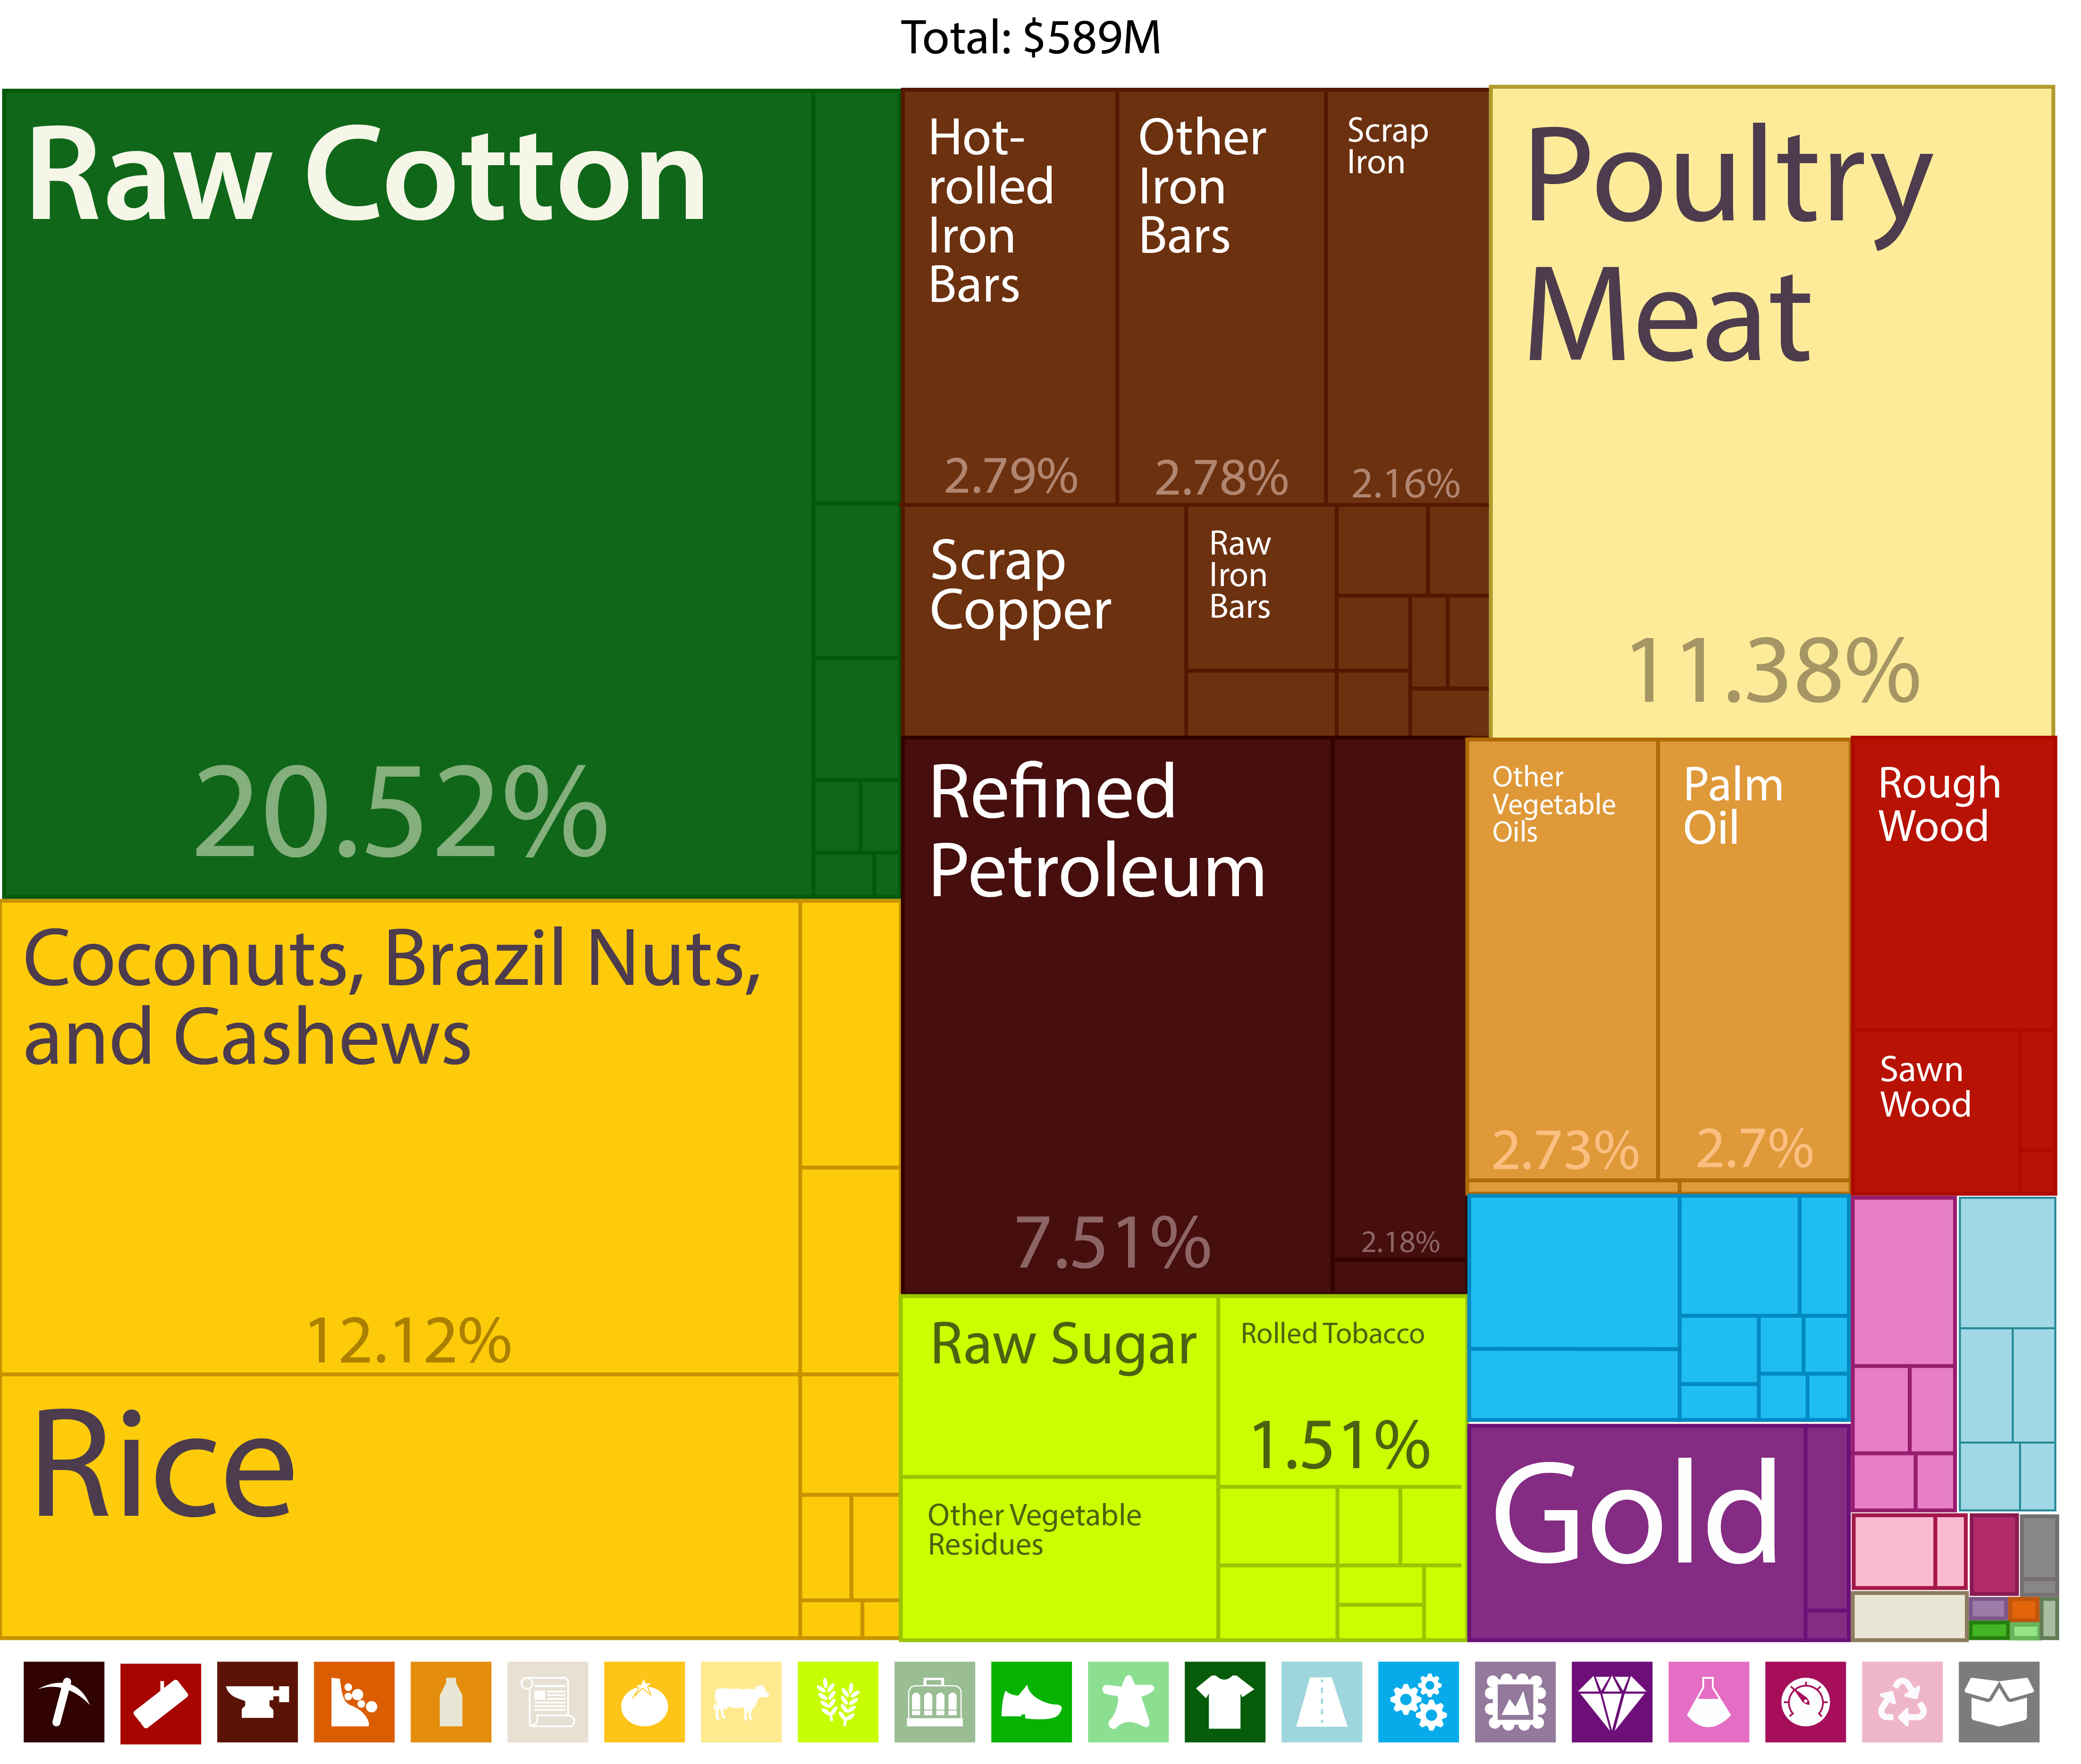 Total: $589M
Raw Cotton
20.52%
Hot-
rolled
Iron
Bars
2.79%
Other
Iron
Bars
2.78%
Scrap
Iron
2.16%
Poultry
Meat
11.38%
Scrap
Copper
Raw
Iron
Bars
Refined
Petroleum
7.51%
2.18%
Other
Vegetable
Oils
2.73%
Palm
Oil
2.7%
Rough
Wood
Sawn
Wood
Coconuts, Brazil Nuts,
and Cashews
12.12%
Rice
Raw Sugar
Rolled Tobacco
1.51%
Other Vegetable
Residues
Gold